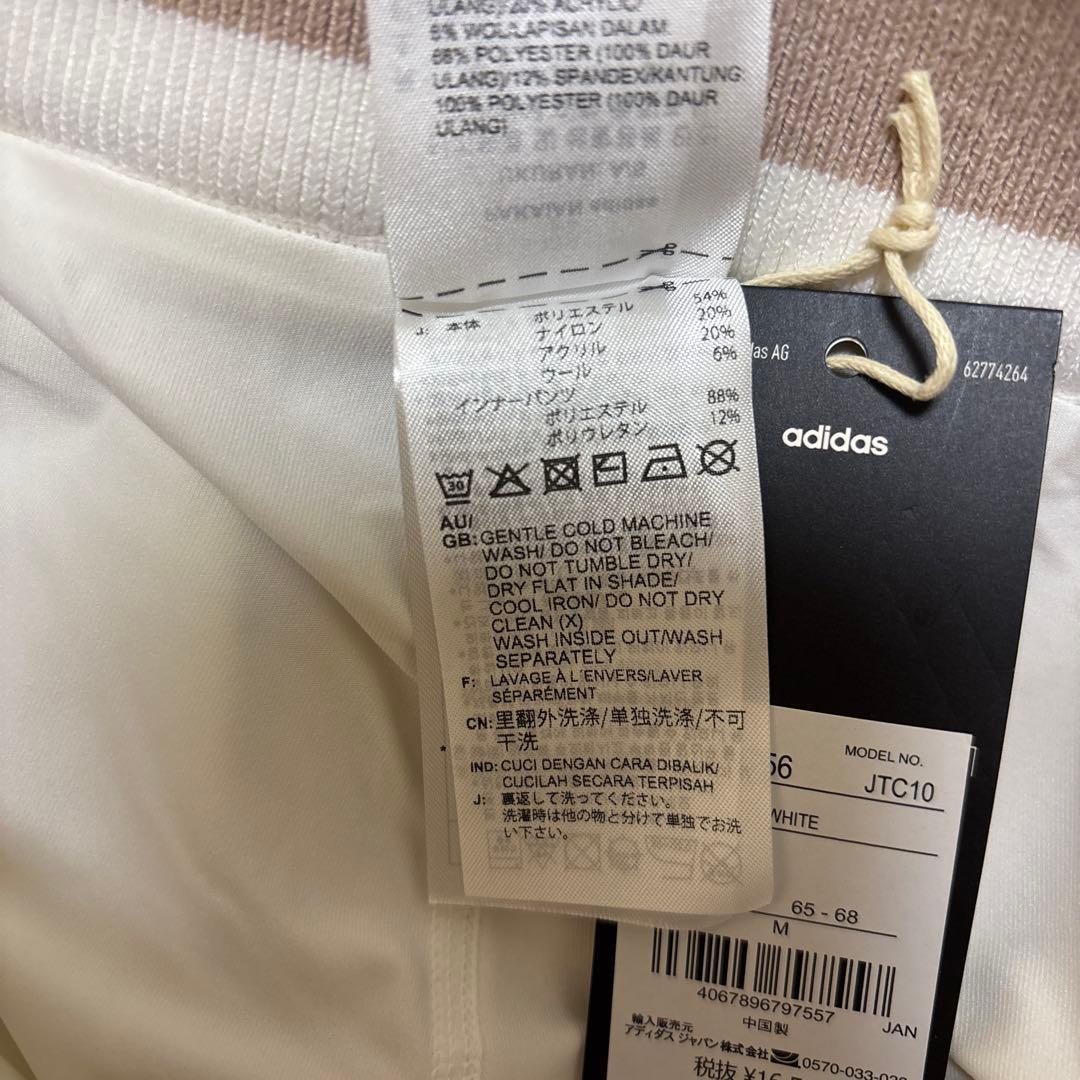 ULANG)/20% ACRYLIC/
6% WOL/LAPISAN DALAM:
88% POLYESTER (100% DAUR
ULANG)/12% SPANDEX/KANTUNG:
100% POLYESTER (100% DAUR
ULANG)
J: 本体 ポリエステル 54%
ナイロン 20%
アクリル 20%
ウール 6%
インナーパンツ
ポリエステル 88%
ポリウレタン 12%
30
AU/
GB: GENTLE COLD MACHINE
WASH/ DO NOT BLEACH/
DO NOT TUMBLE DRY/
DRY FLAT IN SHADE/
COOL IRON/ DO NOT DRY
CLEAN (X)
WASH INSIDE OUT/WASH
SEPARATELY
F: LAVAGE À L'ENVERS/LAVER
SÉPARÉMENT
CN: 里翻外洗涤/单独洗涤/不可
干洗
IND: CUCI DENGAN CARA DIBALIK/
CUCILAH SECARA TERPISAH
J: 裏返して洗ってください。
洗濯時は他の物と分けて単独でお洗
い下さい。
das AG
62774264
adidas
56
MODEL NO.
JTC10
WHITE
65 - 68
M
4067896797557
JAN
中国製
輸入販売元
アディダス ジャパン株式会社
0570-033-033
税抜 ¥16,5